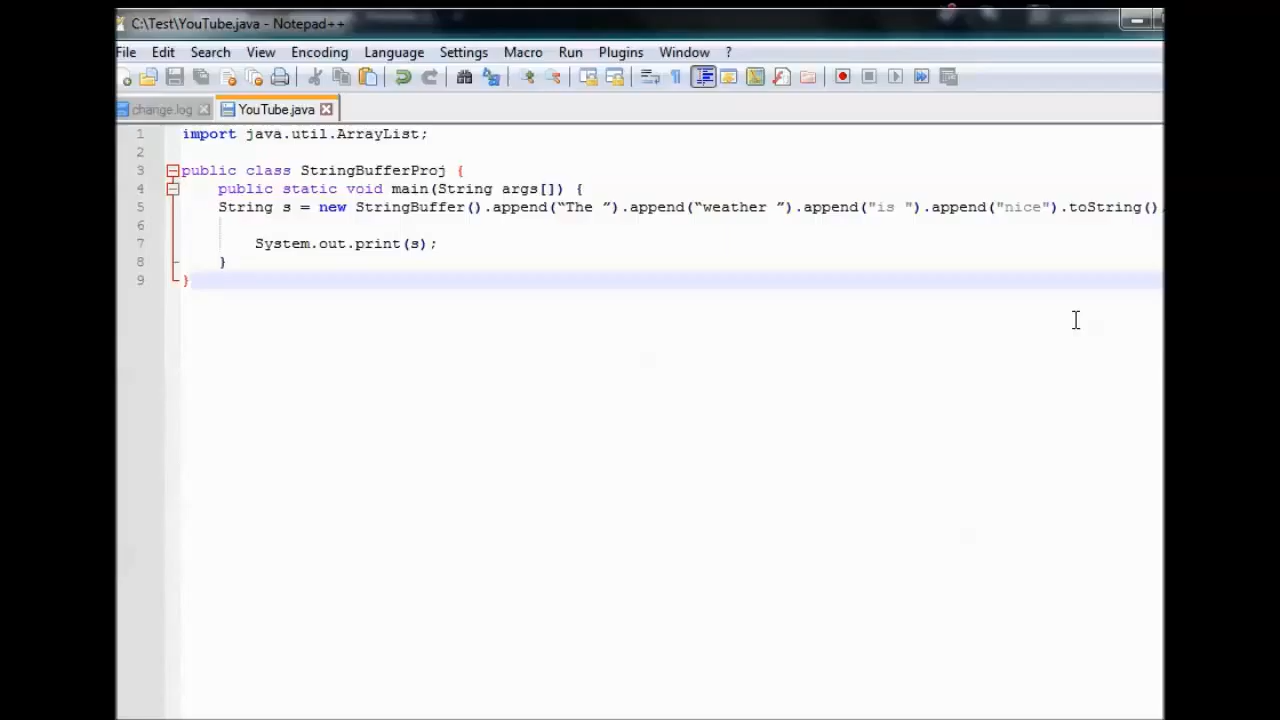 C:\Test\YouTube.java - Notepad++
File Edit Search View Encoding Language Settings Macro Run Plugins Window ?
change.log YouTube.java
1 import java.util.ArrayList;
2
3 public class StringBufferProj {
4 public static void main(String args[]) {
5 String s = new StringBuffer().append(“The ”).append(“weather ”).append("is ").append("nice").toString()
6
7 System.out.print(s);
8 }
9 }